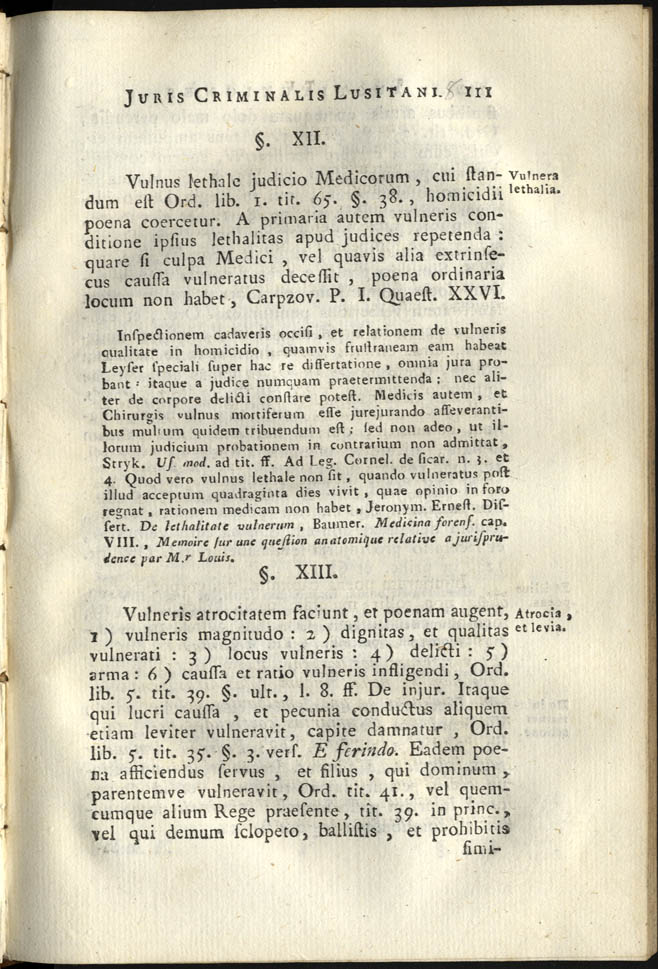 JURIS CRIMINALIS LUSITANI. 111
§. XII.
Vulnus lethale judicio Medicorum , cui ſtan-
Vulnera
lethalia.
dum eſt Ord. lib. 1. tit. 65. §. 38. , homicidii
poena coercetur. A primaria autem vulneris con-
ditione ipſius lethalitas apud judices repetenda :
quare ſi culpa Medici , vel quavis alia extrinſe-
cus cauſſa vulneratus deceſſit , poena ordinaria
locum non habet , Carpzov. P. I. Quaeſt. XXVI.
Inſpectionem cadaveris occiſi , et relationem de vulneris
qualitate in homicidio , quamvis fruſtraneam eam habeat
Leyſer ſpeciali ſuper hac re diſſertatione , omnia jura pro-
bant : itaque a judice numquam praetermittenda ; nec ali-
ter de corpore delicti conſtare poteſt. Medicis autem , et
Chirurgis vulnus mortiferum eſſe jurejurando aſſeveranti-
bus multum quidem tribuendum eſt ; ſed non adeo , ut il-
lorum judicium probationem in contrarium non admittat ,
Stryk. Uſ. mod. ad tit. ff. Ad Leg. Cornel. de ſicar. n. 3. et
4. Quod vero vulnus lethale non ſit , quando vulneratus poſt
illud acceptum quadraginta dies vivit , quae opinio in foro
regnat , rationem medicam non habet , Jeronym. Erneſt. Diſ-
ſert. De lethalitate vulnerum , Baumer. Medicina forenſ. cap.
VIII. , Memoire ſur une queſtion anatomique relative a juriſpru-
dence par M.r Louis.
§. XIII.
Vulneris atrocitatem faciunt , et poenam augent,
Atrocia ,
et levia.
1 ) vulneris magnitudo : 2 ) dignitas , et qualitas
vulnerati : 3 ) locus vulneris : 4 ) delicti : 5 )
arma : 6 ) cauſſa et ratio vulneris infligendi , Ord.
lib. 5. tit. 39. §. ult. , l. 8. ff. De injur. Itaque
qui lucri cauſſa , et pecunia conductus aliquem
etiam leviter vulneravit , capite damnatur , Ord.
lib. 5. tit. 35. §. 3. verſ. E ferindo. Eadem poe-
na afficiendus ſervus , et filius , qui dominum ,
parentemve vulneravit , Ord. tit. 41. , vel quem-
cumque alium Rege praeſente , tit. 39. in princ. ,
vel qui demum ſclopeto , balliſtis , et prohibitis
ſimi-